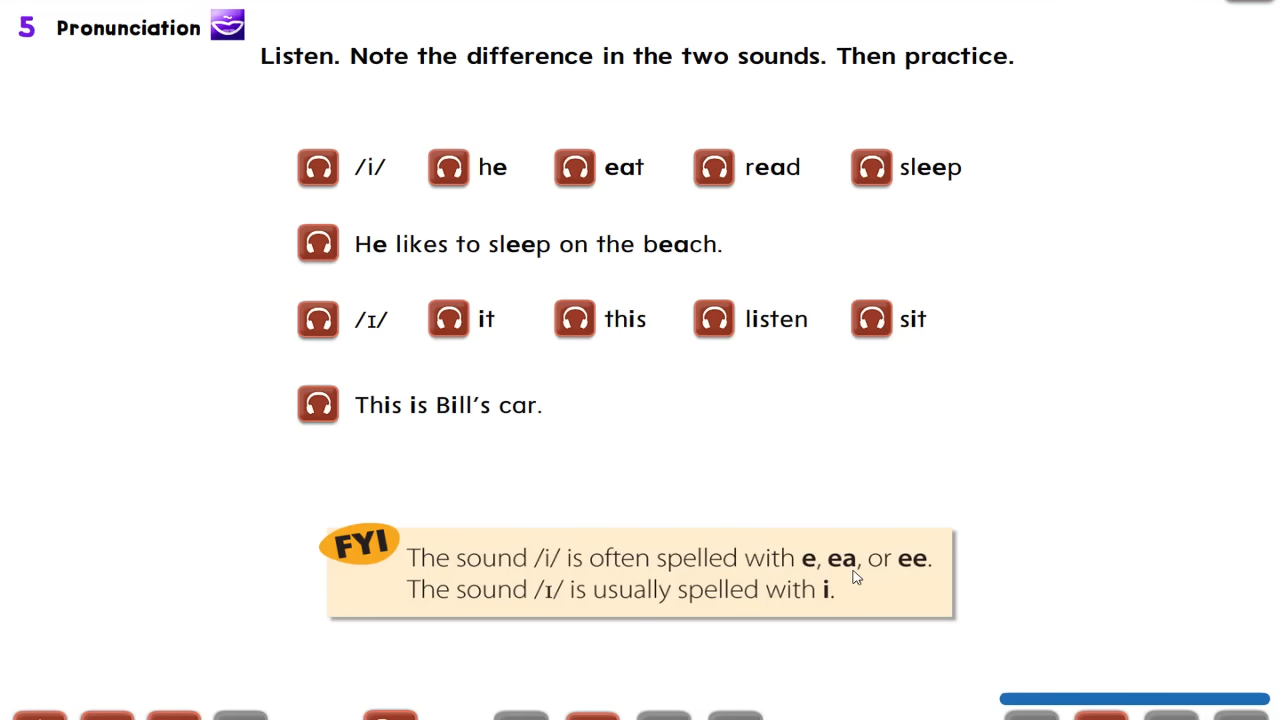 5 Pronunciation
Listen. Note the difference in the two sounds. Then practice.
/i/ he eat read sleep
He likes to sleep on the beach.
/ɪ/ it this listen sit
This is Bill's car.
FYI
The sound /i/ is often spelled with e, ea, or ee.
The sound /ɪ/ is usually spelled with i.